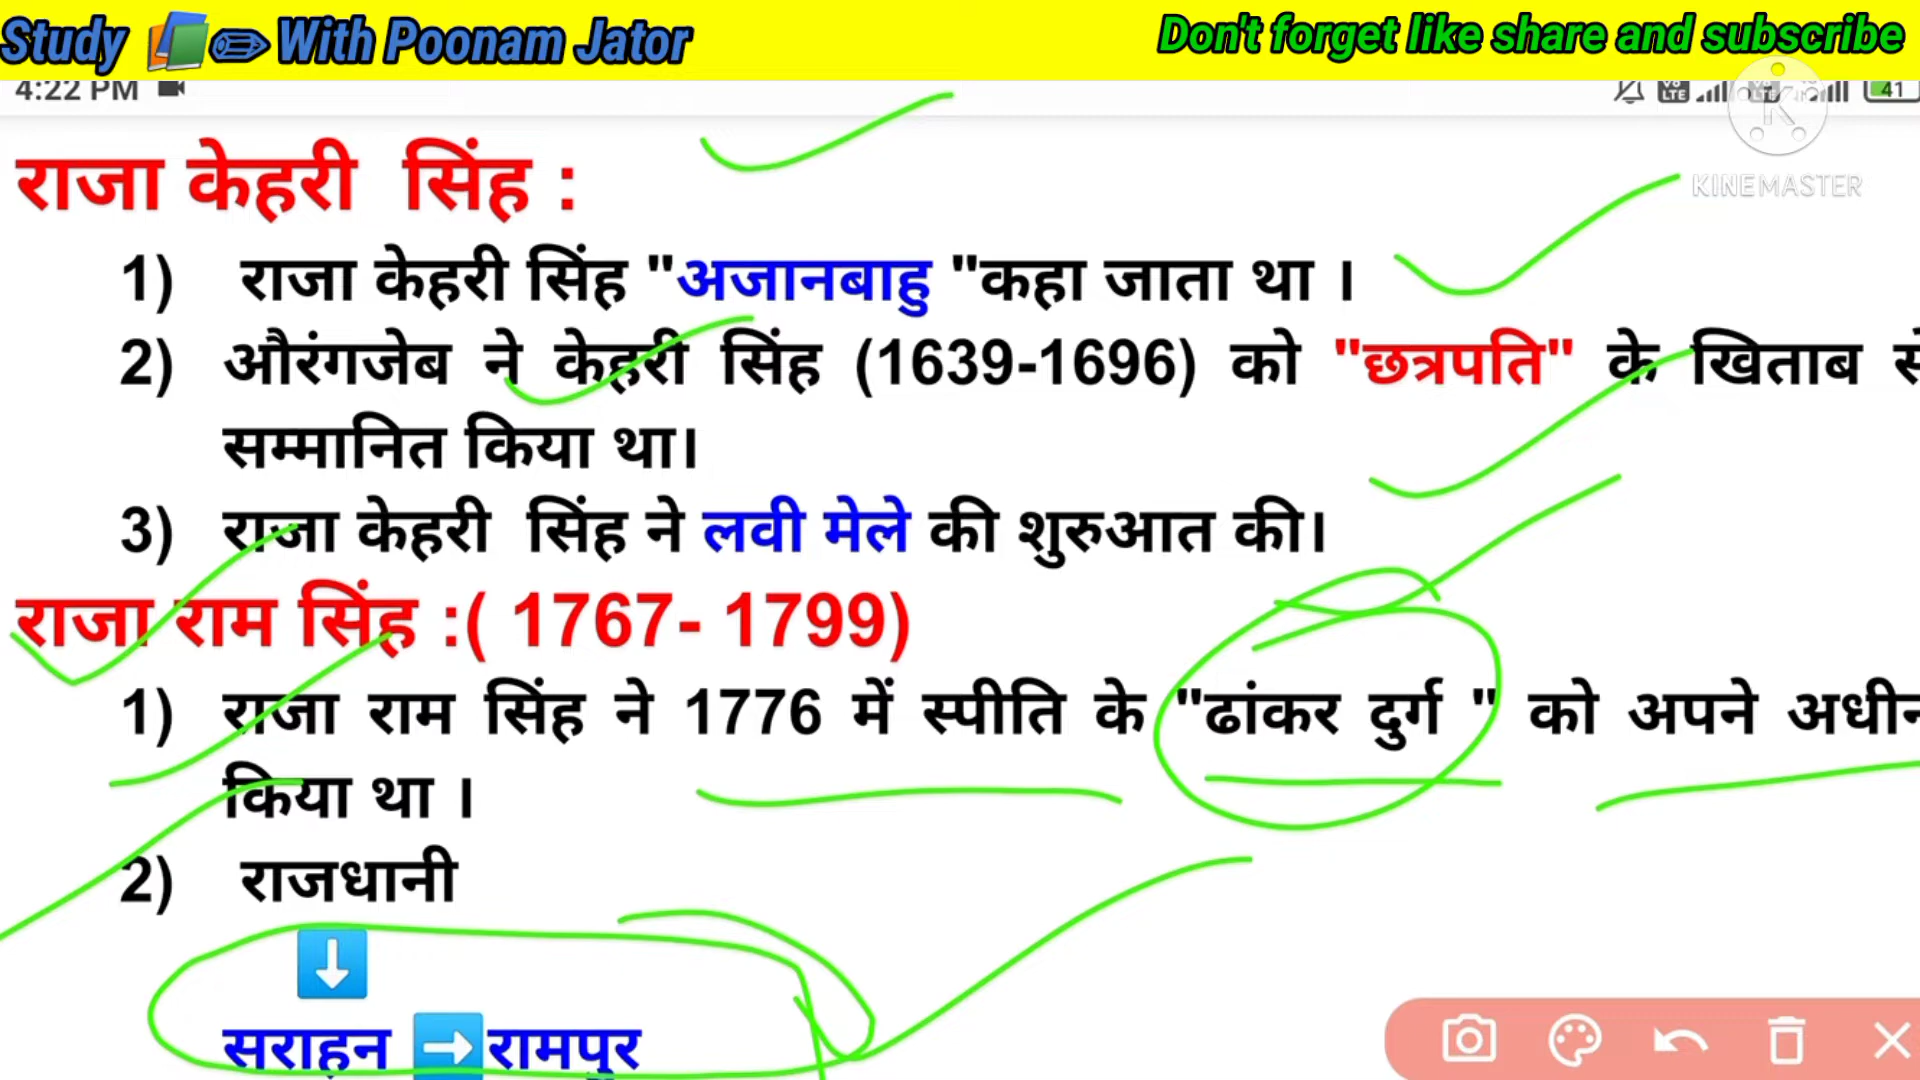 Study With Poonam Jator
Don't forget like share and subscribe
4:22 PM
41
KINEMASTER
राजा केहरी सिंह :
1) राजा केहरी सिंह "अजानबाहु "कहा जाता था ।
2) औरंगजेब ने केहरी सिंह (1639-1696) को "छत्रपति" के खिताब से
सम्मानित किया था।
3) राजा केहरी सिंह ने लवी मेले की शुरुआत की।
राजा राम सिंह :( 1767- 1799)
1) राजा राम सिंह ने 1776 में स्पीति के "ढांकर दुर्ग " को अपने अधीन
किया था ।
2) राजधानी
सराहन रामपुर